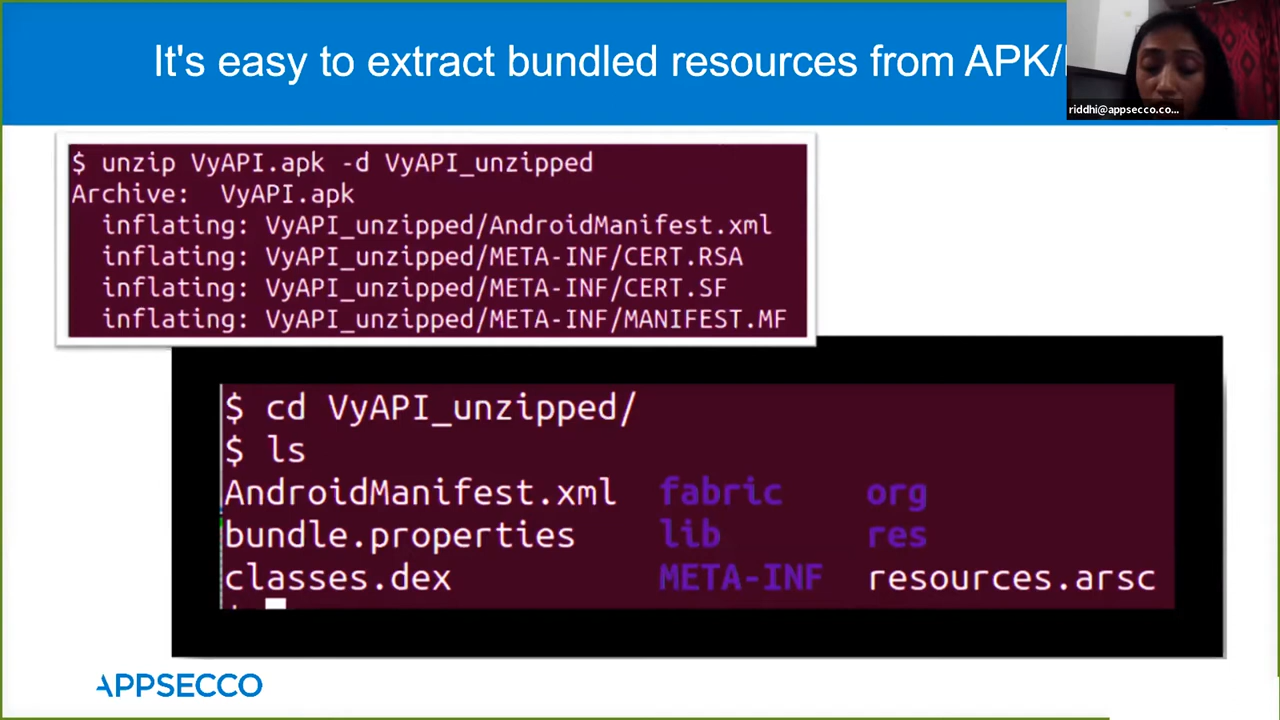 It's easy to extract bundled resources from APK/
riddhi@appsecco.co...
$ unzip VyAPI.apk -d VyAPI_unzipped
Archive:  VyAPI.apk
inflating: VyAPI_unzipped/AndroidManifest.xml
inflating: VyAPI_unzipped/META-INF/CERT.RSA
inflating: VyAPI_unzipped/META-INF/CERT.SF
inflating: VyAPI_unzipped/META-INF/MANIFEST.MF
$ cd VyAPI_unzipped/
$ ls
AndroidManifest.xml fabric org
bundle.properties lib res
classes.dex META-INF resources.arsc
APPSECCO